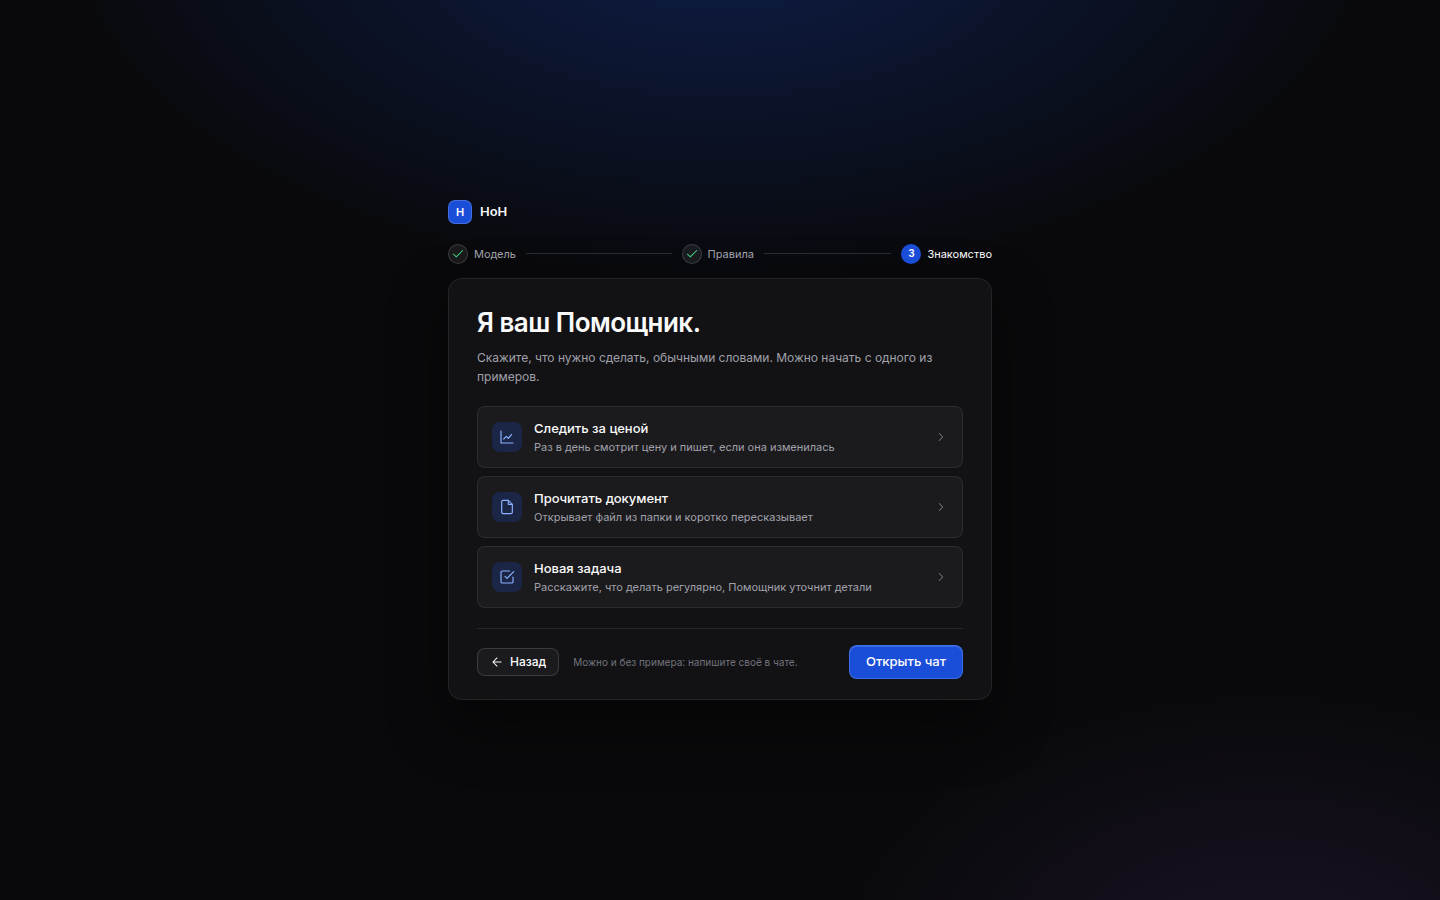 H HoH
Модель
Правила
3 Знакомство
Я ваш Помощник.
Скажите, что нужно сделать, обычными словами. Можно начать с одного из
примеров.
Следить за ценой
Раз в день смотрит цену и пишет, если она изменилась
Прочитать документ
Открывает файл из папки и коротко пересказывает
Новая задача
Расскажите, что делать регулярно, Помощник уточнит детали
Назад
Можно и без примера: напишите своё в чате.
Открыть чат